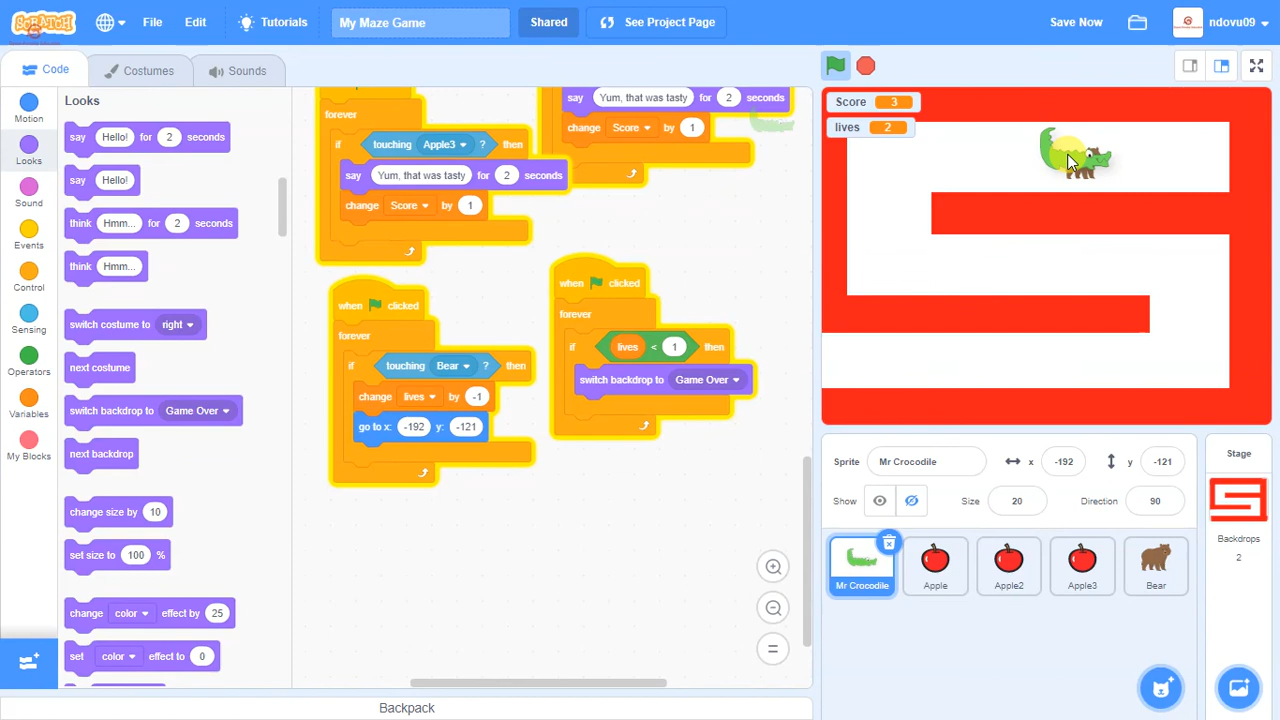 SCRATCH File Edit Tutorials My Maze Game Shared See Project Page Save Now ndovu09
Code Costumes Sounds
Motion
Looks
Sound
Events
Control
Sensing
Operators
Variables
My Blocks
Looks
say Hello! for 2 seconds
say Hello!
think Hmm... for 2 seconds
think Hmm...
switch costume to right
next costume
switch backdrop to Game Over
next backdrop
change size by 10
set size to 100 %
change color effect by 25
set color effect to 0
forever
if touching Apple3 ? then
say Yum, that was tasty for 2 seconds
change Score by 1
say Yum, that was tasty for 2 seconds
change Score by 1
when clicked
forever
if touching Bear ? then
change lives by -1
go to x: -192 y: -121
when clicked
forever
if lives < 1 then
switch backdrop to Game Over
Backpack
Score 3
lives 2
Sprite Mr Crocodile x -192 y -121
Show Size 20 Direction 90
Mr Crocodile
Apple
Apple2
Apple3
Bear
Stage
Backdrops
2